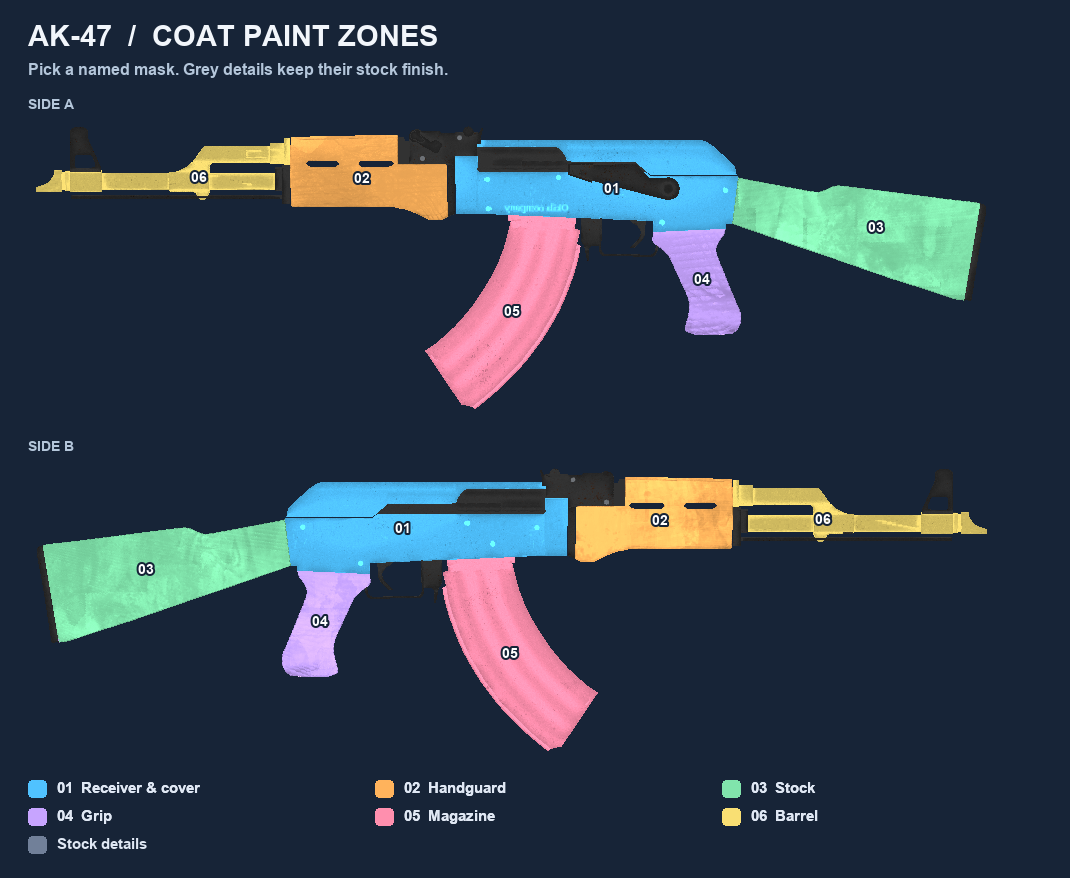 AK-47 / COAT PAINT ZONES
Pick a named mask. Grey details keep their stock finish.
SIDE A
06
02
01
03
04
05
SIDE B
01
02
06
03
04
05
01 Receiver & cover
02 Handguard
03 Stock
04 Grip
05 Magazine
06 Barrel
Stock details